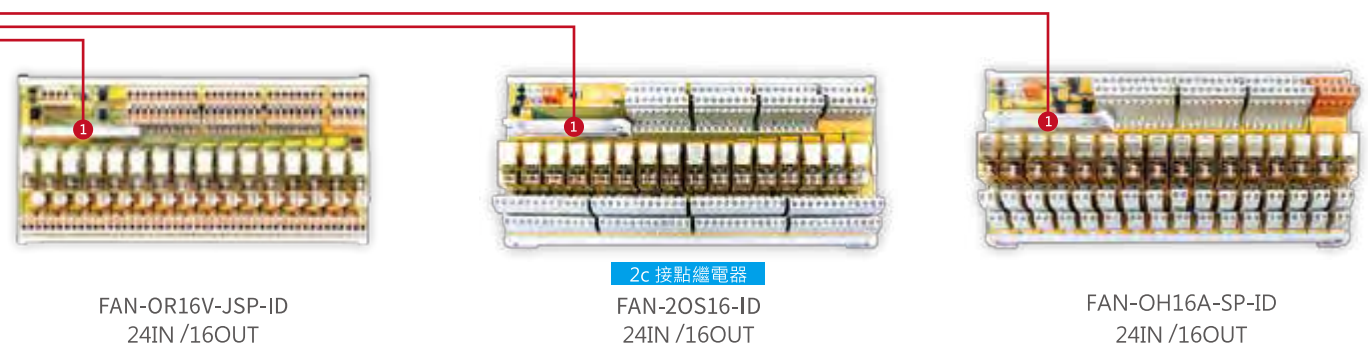 1
1
1
2c 接點繼電器
FAN-OR16V-JSP-ID
24IN /16OUT
FAN-2OS16-ID
24IN /16OUT
FAN-OH16A-SP-ID
24IN /16OUT